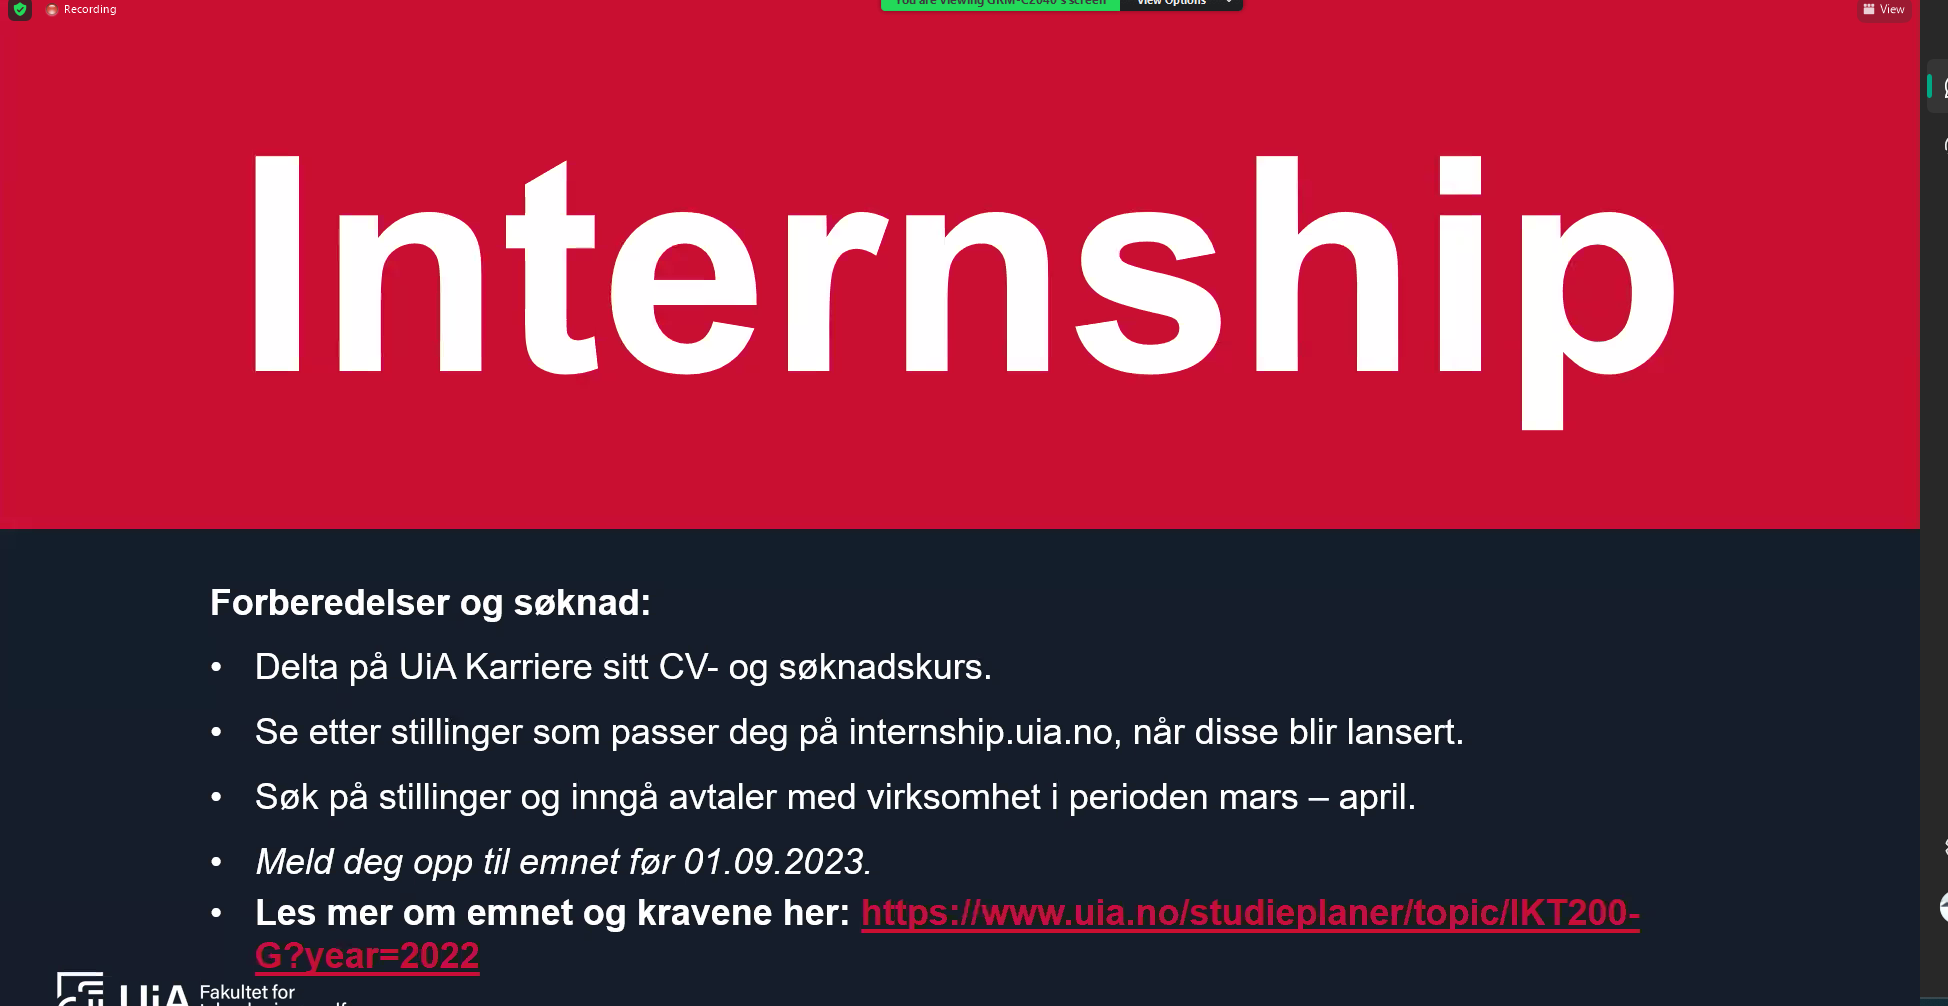 Recording
You are viewing GRM-C2040's screen
View Options
View
Internship
Forberedelser og søknad:
• Delta på UiA Karriere sitt CV- og søknadskurs.
• Se etter stillinger som passer deg på internship.uia.no, når disse blir lansert.
• Søk på stillinger og inngå avtaler med virksomhet i perioden mars – april.
• Meld deg opp til emnet før 01.09.2023.
• Les mer om emnet og kravene her: https://www.uia.no/studieplaner/topic/IKT200-
G?year=2022
UiA Fakultet for